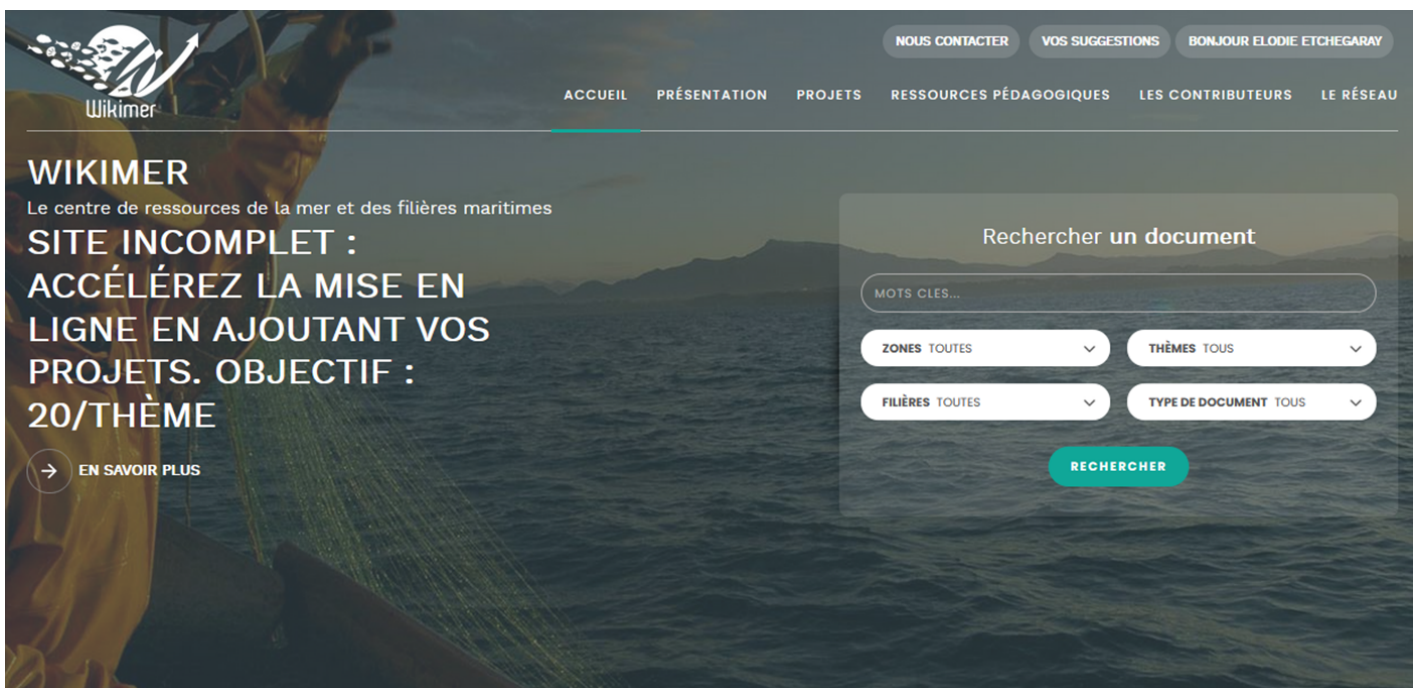 NOUS CONTACTER
VOS SUGGESTIONS
BONJOUR ELODIE ETCHEGARAY
Wikimer
ACCUEIL
PRÉSENTATION
PROJETS
RESSOURCES PÉDAGOGIQUES
LES CONTRIBUTEURS
LE RÉSEAU
WIKIMER
Le centre de ressources de la mer et des filières maritimes
SITE INCOMPLET :
ACCÉLÉREZ LA MISE EN
LIGNE EN AJOUTANT VOS
PROJETS. OBJECTIF :
20/THÈME
EN SAVOIR PLUS
Rechercher un document
MOTS CLES...
ZONES TOUTES
THÈMES TOUS
FILIÈRES TOUTES
TYPE DE DOCUMENT TOUS
RECHERCHER